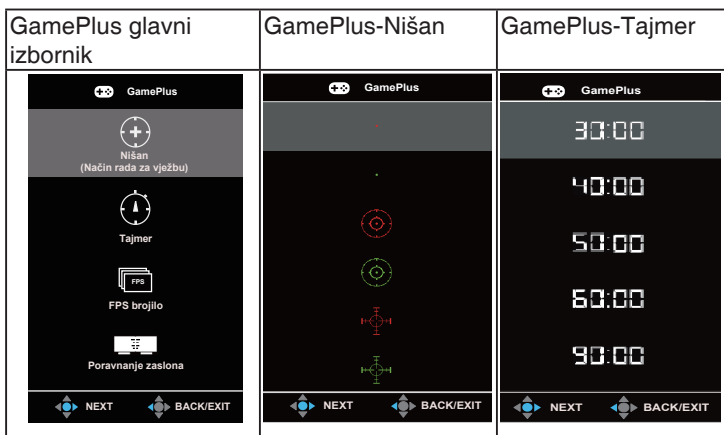 GamePlus glavni
izbornik
GamePlus-Nišan
GamePlus-Tajmer
GamePlus
Nišan
(Način rada za vježbu)
Tajmer
FPS
FPS brojilo
Poravnanje zaslona
NEXT BACK/EXIT
GamePlus
NEXT BACK/EXIT
GamePlus
30:00
40:00
50:00
60:00
90:00
NEXT BACK/EXIT